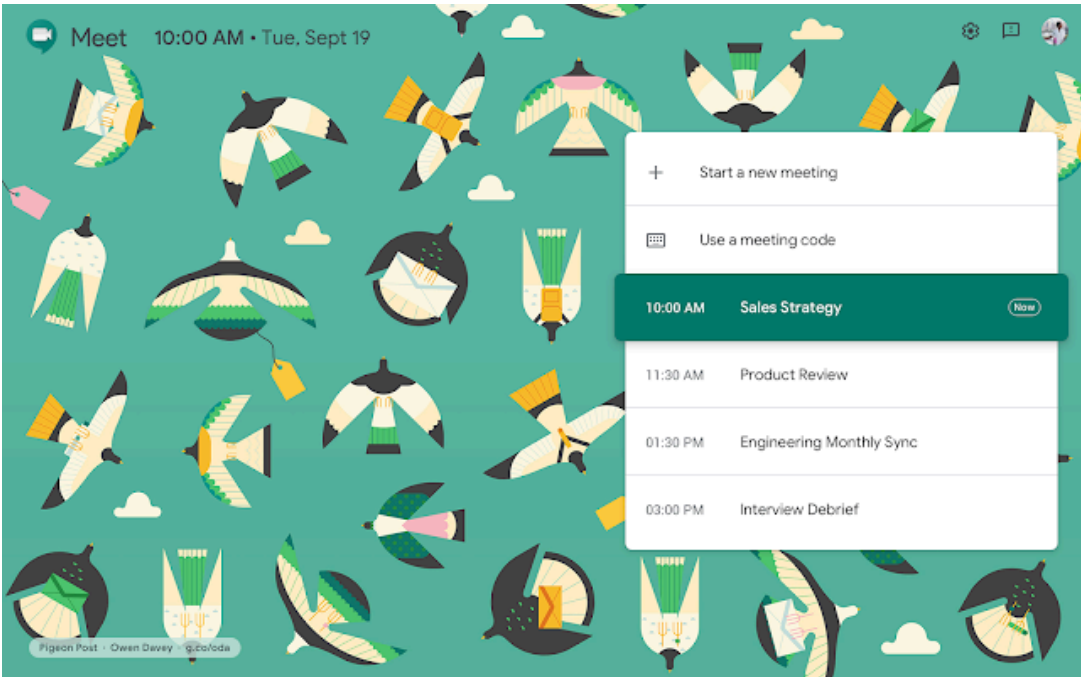 Meet 10:00 AM • Tue, Sept 19
Start a new meeting
Use a meeting code
10:00 AM Sales Strategy Now
11:30 AM Product Review
01:30 PM Engineering Monthly Sync
03:00 PM Interview Debrief
Pigeon Post · Owen Davey · g.co/oda